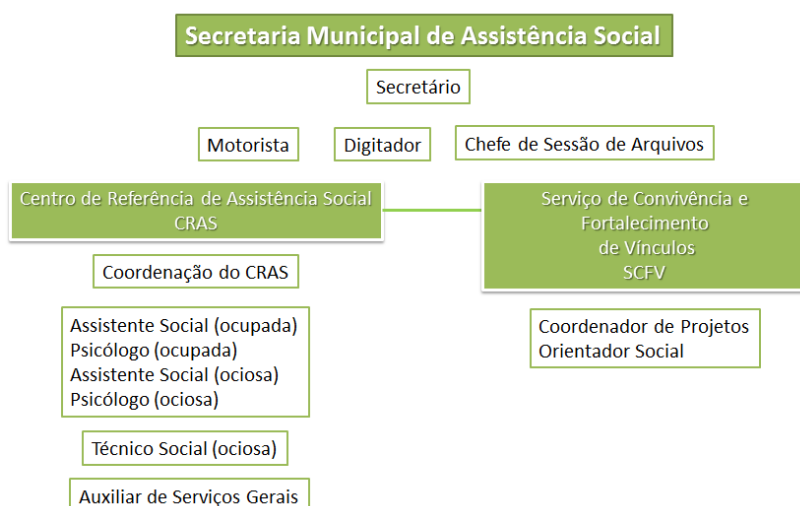 Secretaria Municipal de Assistência Social
Secretário
Motorista
Digitador
Chefe de Sessão de Arquivos
Centro de Referência de Assistência Social
CRAS
Serviço de Convivência e
Fortalecimento
de Vínculos
SCFV
Coordenação do CRAS
Assistente Social (ocupada)
Psicólogo (ocupada)
Assistente Social (ociosa)
Psicólogo (ociosa)
Coordenador de Projetos
Orientador Social
Técnico Social (ociosa)
Auxiliar de Serviços Gerais